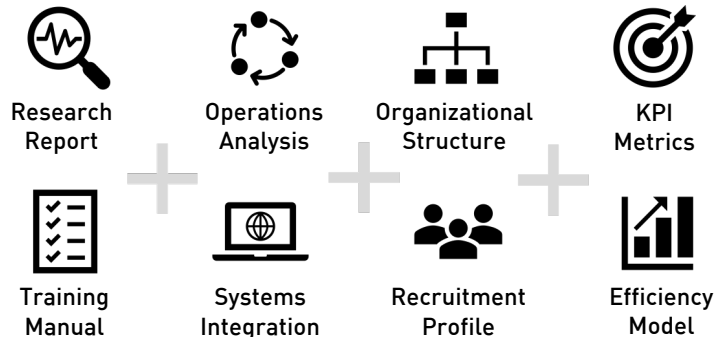 Research
Report
Operations
Analysis
Organizational
Structure
KPI
Metrics
Training
Manual
Systems
Integration
Recruitment
Profile
Efficiency
Model